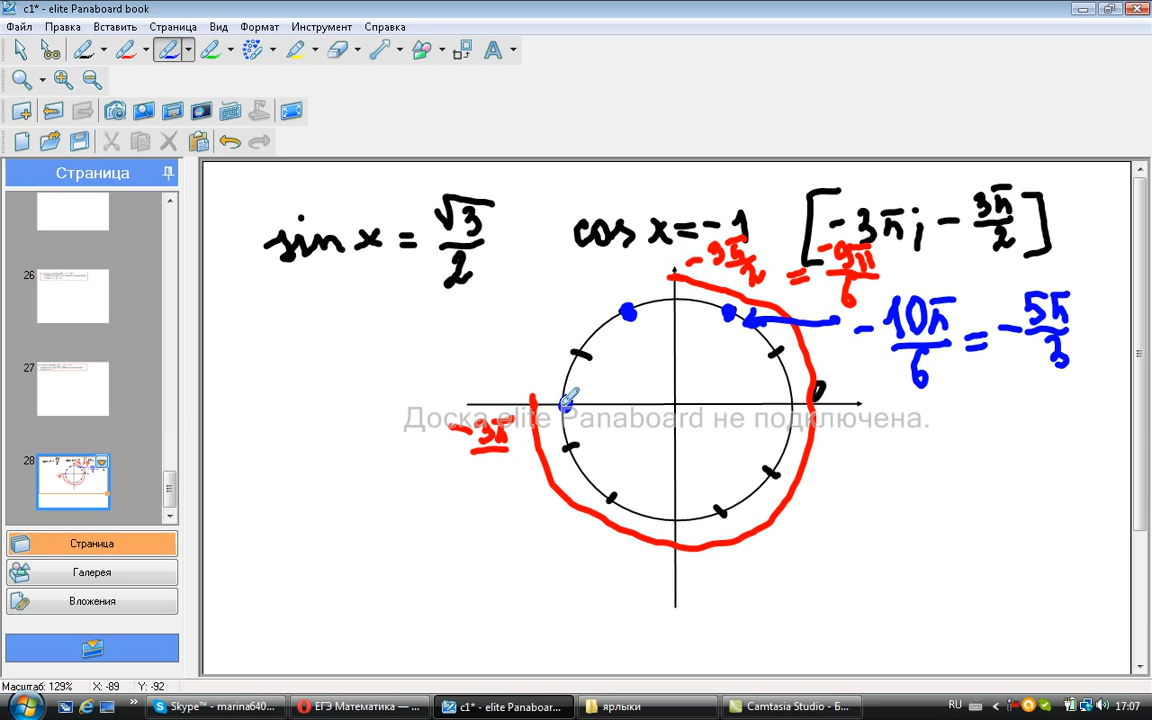 c1* - elite Panaboard book
Файл Правка Вставить Страница Вид Формат Инструмент Справка
Страница
26
27
28
Страница
Галерея
Вложения
sin x = √3/2 cos x = -1 [-3π; -3π/2]
-3π/2 = -9π/6
-10π/6 = -5π/3
0
-3π
Доска elite Panaboard не подключена.
Масштаб: 129% X: -89 Y: -92
Skype™ - marina640... ЕГЭ Математика — ... c1* - elite Panaboar... ярлыки Camtasia Studio - Б... RU 17:07